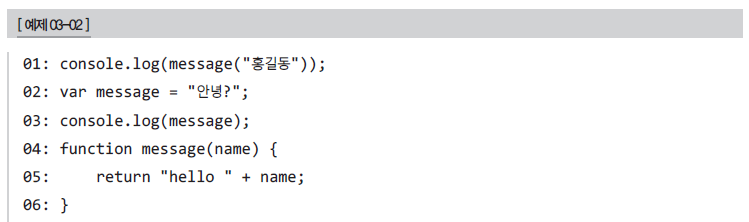 [예제 03-02]
01: console.log(message("홍길동"));
02: var message = "안녕?";
03: console.log(message);
04: function message(name) {
05:     return "hello " + name;
06: }